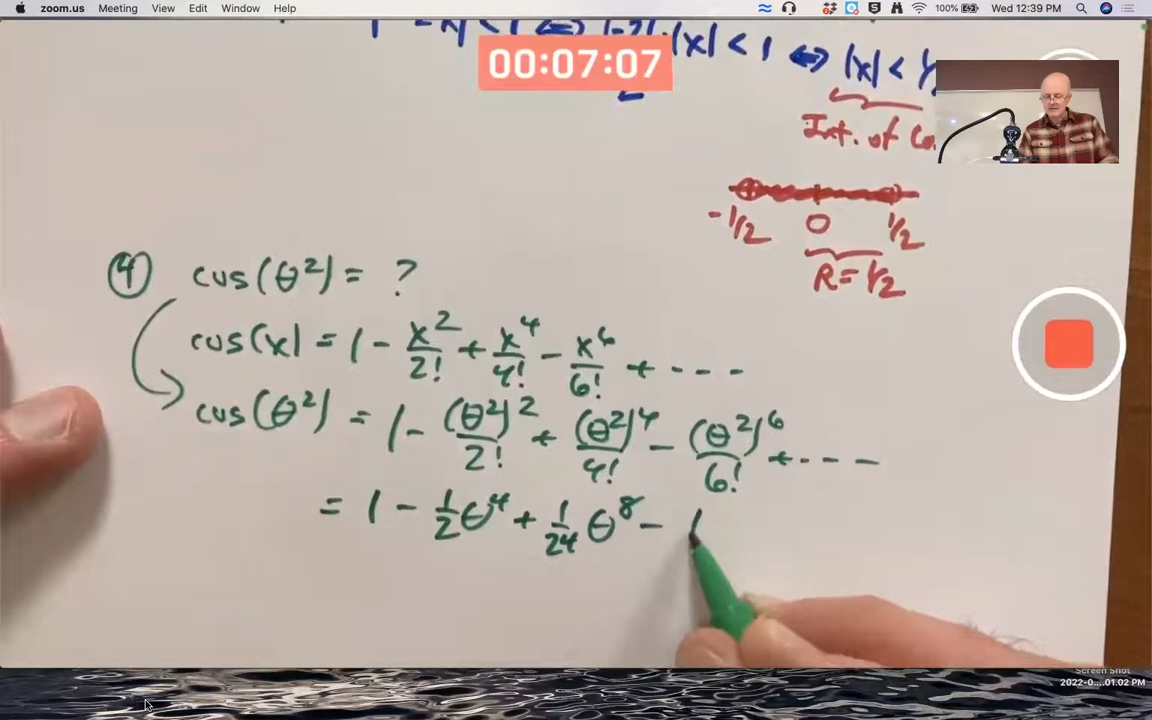 zoom.us Meeting View Edit Window Help 100% Wed 12:39 PM
|x| < 1 ⟺ |x| <
00:07:07
Int. of Co
-1/2 0 1/2
R = 1/2
④ cos(θ²) = ?
cos(x) = 1 - x²/2! + x⁴/4! - x⁶/6! + ----
cos(θ²) = 1 - (θ²)²/2! + (θ²)⁴/4! - (θ²)⁶/6! + ----
= 1 - 1/2 θ⁴ + 1/24 θ⁸ - 1
Screen Shot
2022-0....01.02 PM